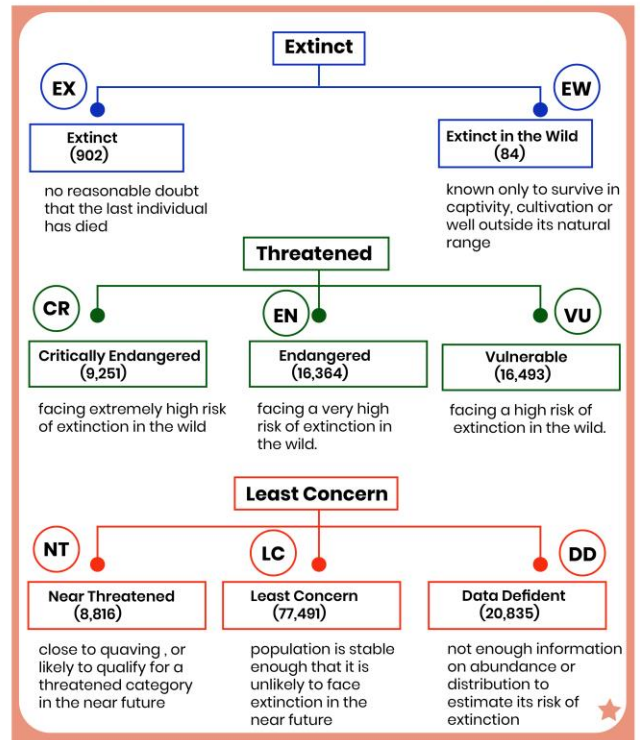 Extinct
EX
EW
Extinct
(902)
Extinct in the Wild
(84)
no reasonable doubt
that the last individual
has died
known only to survive in
captivity, cultivation or
well outside its natural
range
Threatened
CR
EN
VU
Critically Endangered
(9,251)
Endangered
(16,364)
Vulnerable
(16,493)
facing extremely high risk
of extinction in the wild
facing a very high
risk of extinction in
the wild.
facing a high risk of
extinction in the wild.
Least Concern
NT
LC
DD
Near Threatened
(8,816)
Least Concern
(77,491)
Data Defident
(20,835)
close to quaving , or
likely to qualify for a
threatened category
in the near future
population is stable
enough that it is
unlikely to face
extinction in the
near future
not enough information
on abundance or
distribution to
estimate its risk of
extinction